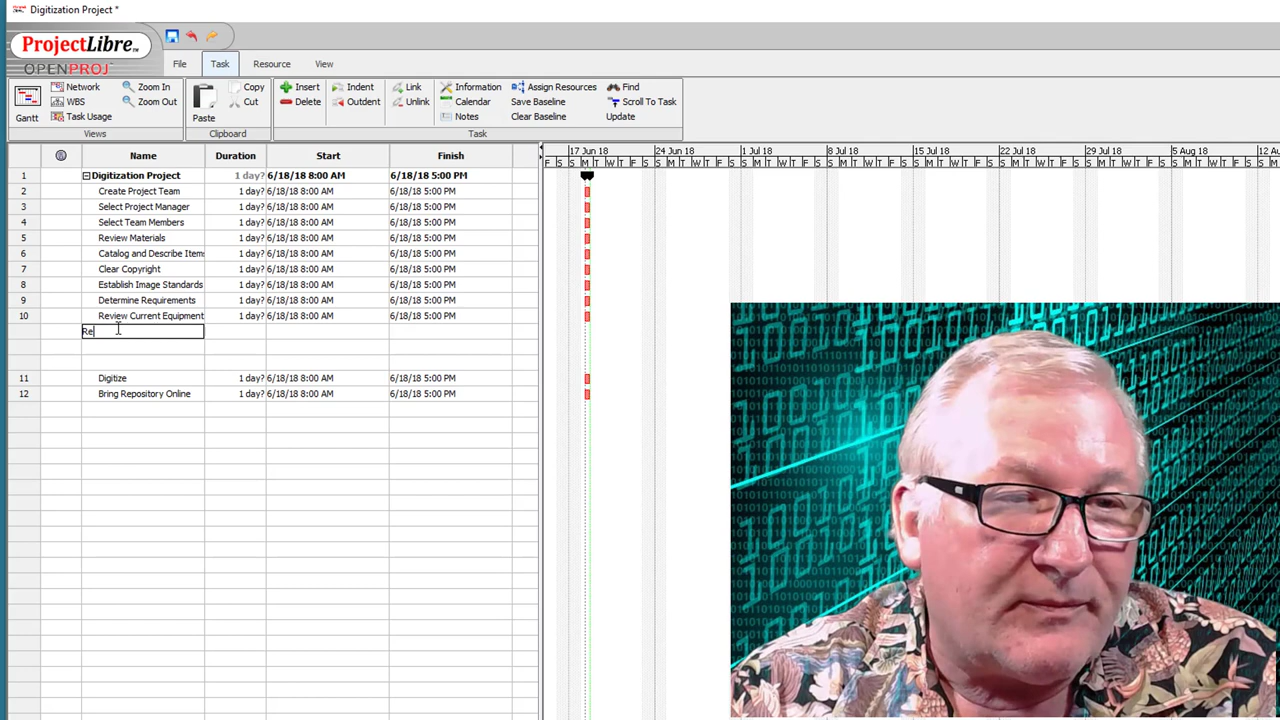 Digitization Project *
ProjectLibre™
OPENPROJ
File Task Resource View
Network Zoom In Copy Insert Indent Link Information Assign Resources Find
WBS Zoom Out Cut Delete Outdent Unlink Calendar Save Baseline Scroll To Task
Gantt Task Usage Paste Notes Clear Baseline Update
Views Clipboard Task
Name Duration Start Finish
17 Jun 18 24 Jun 18 1 Jul 18 8 Jul 18 15 Jul 18 22 Jul 18 29 Jul 18 5 Aug 18 12 A
F S S M T W T F S S M T W T F S S M T W T F S S M T W T F S S M T W T F S S M T W T F S S M T W T F S S M T W T F S S M
1 Digitization Project 1 day? 6/18/18 8:00 AM 6/18/18 5:00 PM
2 Create Project Team 1 day? 6/18/18 8:00 AM 6/18/18 5:00 PM
3 Select Project Manager 1 day? 6/18/18 8:00 AM 6/18/18 5:00 PM
4 Select Team Members 1 day? 6/18/18 8:00 AM 6/18/18 5:00 PM
5 Review Materials 1 day? 6/18/18 8:00 AM 6/18/18 5:00 PM
6 Catalog and Describe Items 1 day? 6/18/18 8:00 AM 6/18/18 5:00 PM
7 Clear Copyright 1 day? 6/18/18 8:00 AM 6/18/18 5:00 PM
8 Establish Image Standards 1 day? 6/18/18 8:00 AM 6/18/18 5:00 PM
9 Determine Requirements 1 day? 6/18/18 8:00 AM 6/18/18 5:00 PM
10 Review Current Equipment 1 day? 6/18/18 8:00 AM 6/18/18 5:00 PM
Re
11 Digitize 1 day? 6/18/18 8:00 AM 6/18/18 5:00 PM
12 Bring Repository Online 1 day? 6/18/18 8:00 AM 6/18/18 5:00 PM